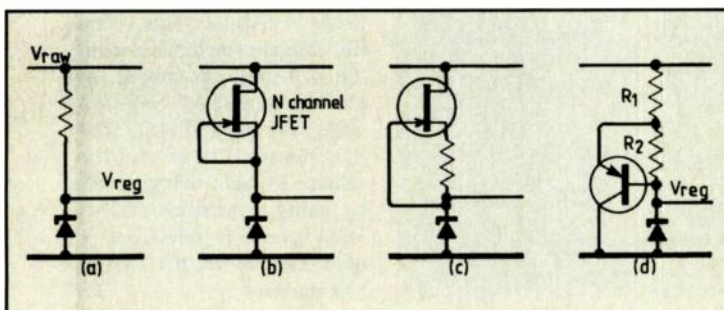 Vraw
Vreg
(a)
N channel
JFET
(b)
(c)
R1
R2
Vreg
(d)